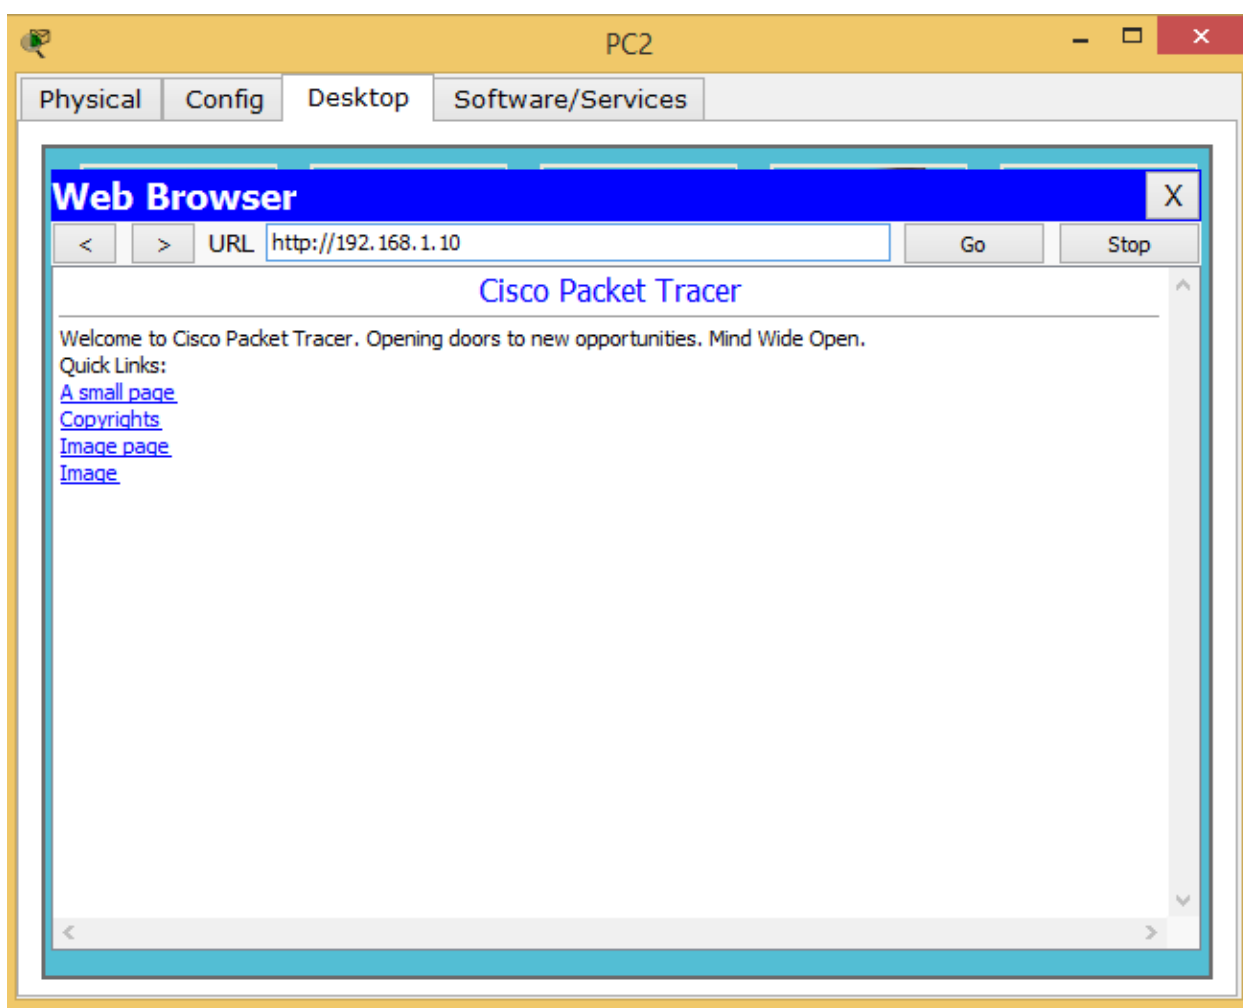 PC2
Physical Config Desktop Software/Services
Web Browser X
< > URL http://192.168.1.10 Go Stop
Cisco Packet Tracer
Welcome to Cisco Packet Tracer. Opening doors to new opportunities. Mind Wide Open.
Quick Links:
A small page
Copyrights
Image page
Image